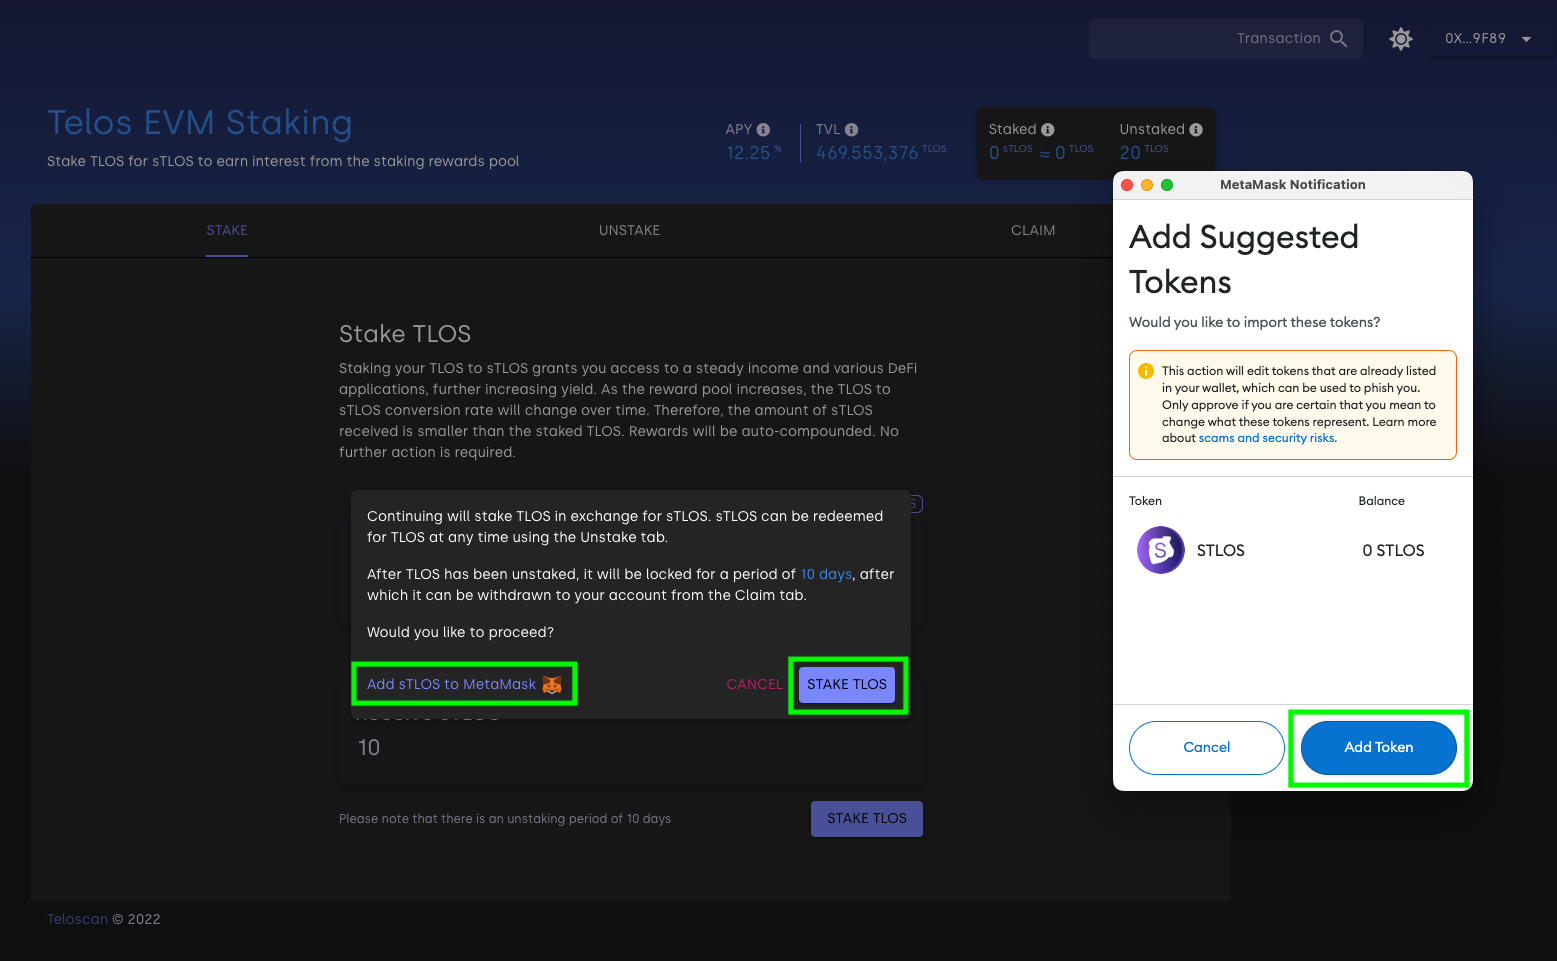 Transaction
0X...9F89
Telos EVM Staking
Stake TLOS for sTLOS to earn interest from the staking rewards pool
APY
12.25 %
TVL
469.553,376 TLOS
Staked
0 STLOS ≈ 0 TLOS
Unstaked
20 TLOS
STAKE
UNSTAKE
CLAIM
Stake TLOS
Staking your TLOS to sTLOS grants you access to a steady income and various DeFi
applications, further increasing yield. As the reward pool increases, the TLOS to
sTLOS conversion rate will change over time. Therefore, the amount of sTLOS
received is smaller than the staked TLOS. Rewards will be auto-compounded. No
further action is required.
Continuing will stake TLOS in exchange for sTLOS. sTLOS can be redeemed
for TLOS at any time using the Unstake tab.
After TLOS has been unstaked, it will be locked for a period of 10 days, after
which it can be withdrawn to your account from the Claim tab.
Would you like to proceed?
Add sTLOS to MetaMask
CANCEL
STAKE TLOS
10
Please note that there is an unstaking period of 10 days
STAKE TLOS
Teloscan © 2022
MetaMask Notification
Add Suggested
Tokens
Would you like to import these tokens?
This action will edit tokens that are already listed
in your wallet, which can be used to phish you.
Only approve if you are certain that you mean to
change what these tokens represent. Learn more
about scams and security risks.
Token
Balance
S
STLOS
0 STLOS
Cancel
Add Token